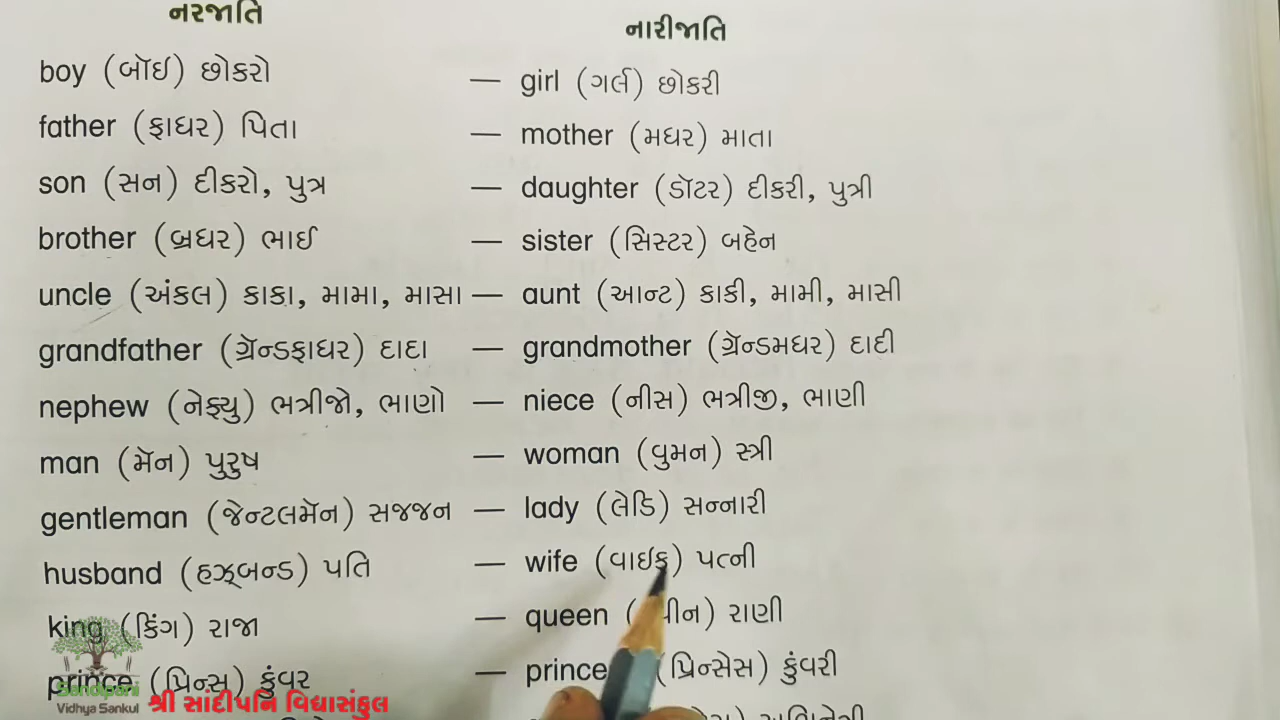 નરજાતિ નારીજાતિ
boy (બૉઇ) છોકરો — girl (ગર્લ) છોકરી
father (ફાધર) પિતા — mother (મધર) માતા
son (સન) દીકરો, પુત્ર — daughter (ડૉટર) દીકરી, પુત્રી
brother (બ્રધર) ભાઈ — sister (સિસ્ટર) બહેન
uncle (અંકલ) કાકા, મામા, માસા — aunt (આન્ટ) કાકી, મામી, માસી
grandfather (ગ્રૅન્ડફાધર) દાદા — grandmother (ગ્રૅન્ડમધર) દાદી
nephew (નેફ્યુ) ભત્રીજો, ભાણો — niece (નીસ) ભત્રીજી, ભાણી
man (મૅન) પુરુષ — woman (વુમન) સ્ત્રી
gentleman (જેન્ટલમૅન) સજ્જન — lady (લેડિ) સન્નારી
husband (હઝ્બન્ડ) પતિ — wife (વાઇફ) પત્ની
king (કિંગ) રાજા — queen રાણી
prince (પ્રિન્સ) કુંવર — (પ્રિન્સેસ) કુંવરી
Sandipani
Vidhya Sankul શ્રી સાંદીપનિ વિદ્યાસંકુલ